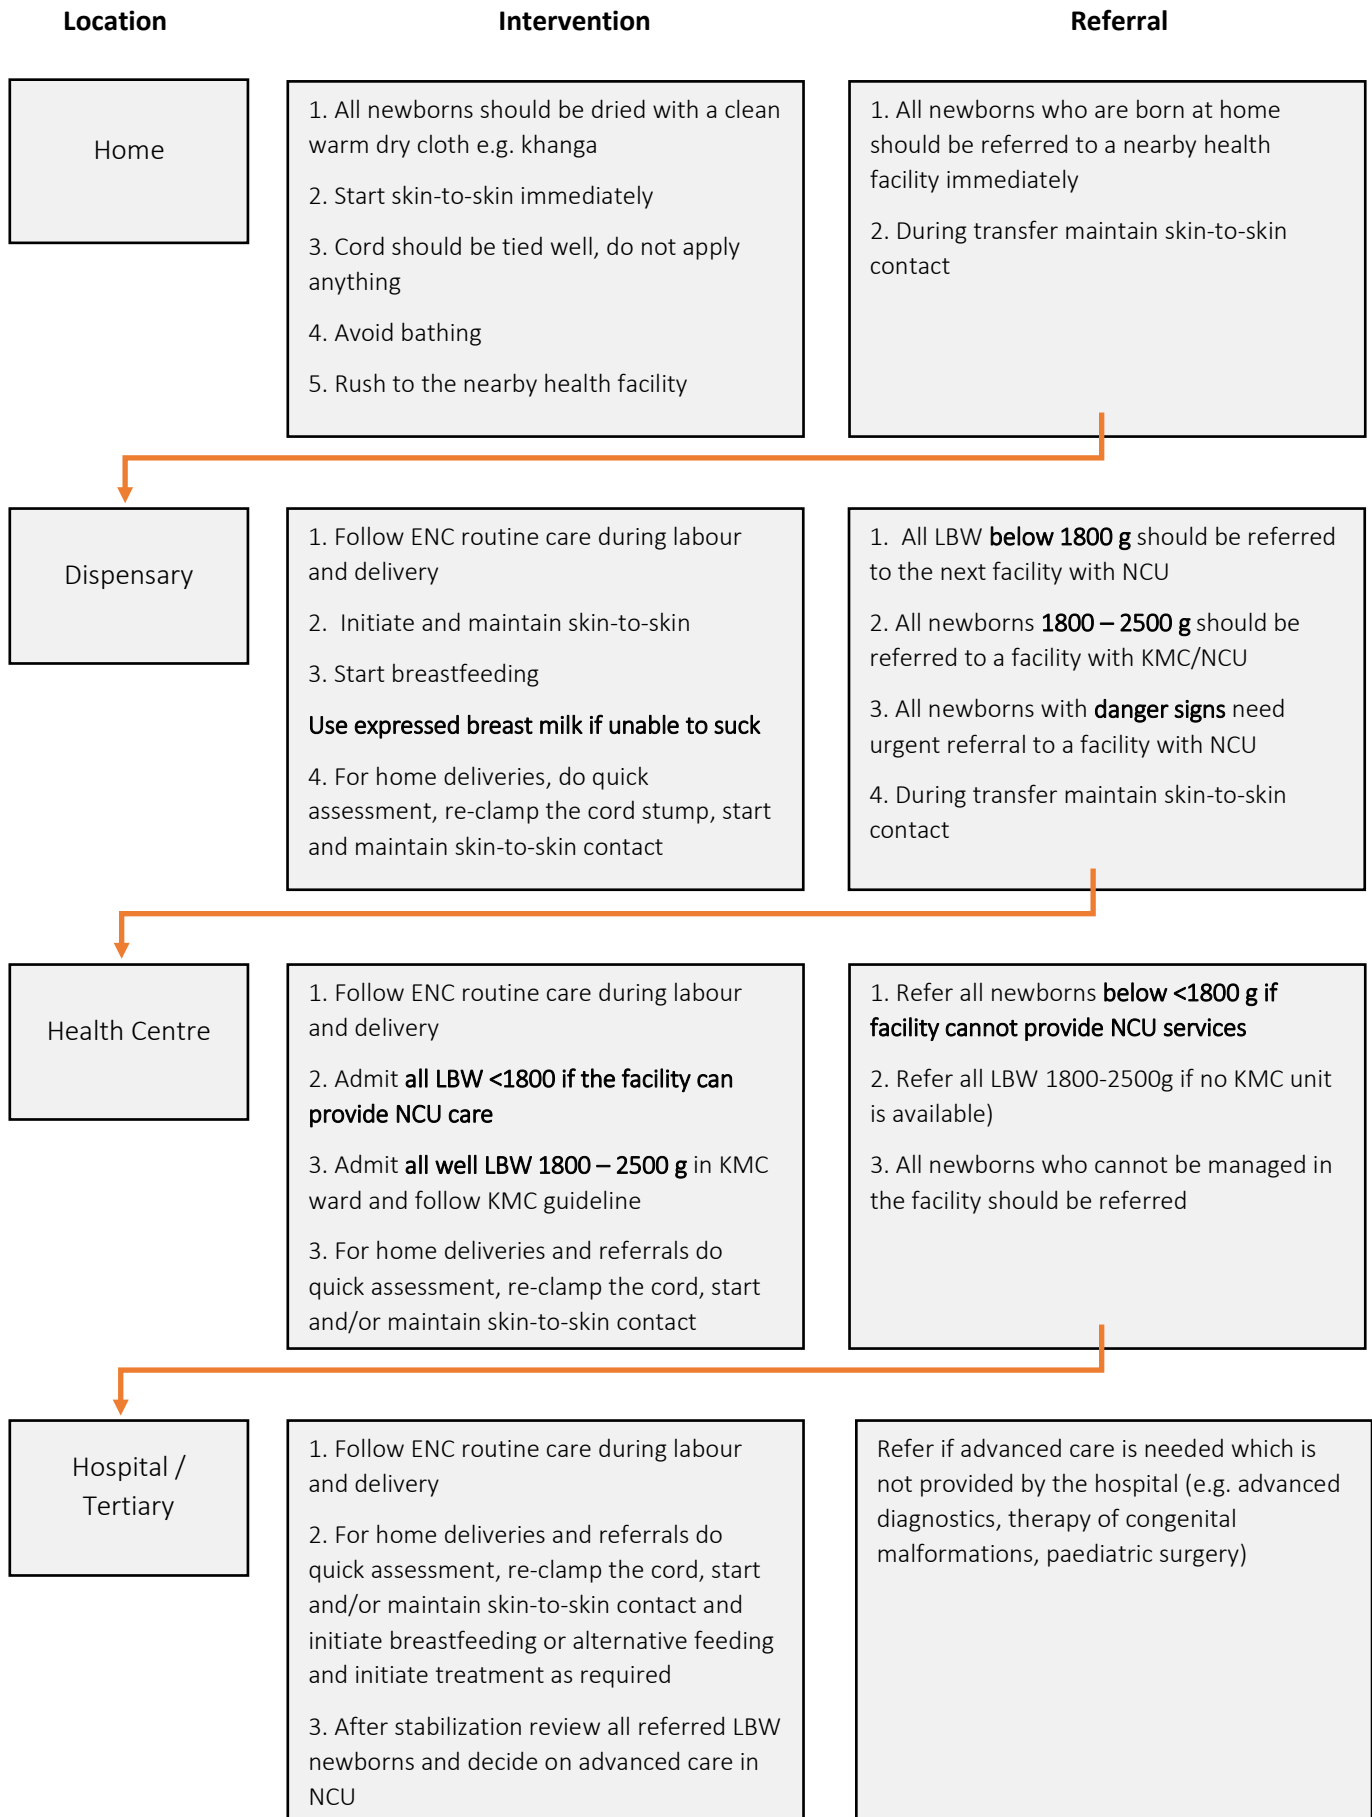 Location
Intervention
Referral
Home
1. All newborns should be dried with a clean
warm dry cloth e.g. khanga
2. Start skin-to-skin immediately
3. Cord should be tied well, do not apply
anything
4. Avoid bathing
5. Rush to the nearby health facility
1. All newborns who are born at home
should be referred to a nearby health
facility immediately
2. During transfer maintain skin-to-skin
contact
Dispensary
1. Follow ENC routine care during labour
and delivery
2. Initiate and maintain skin-to-skin
3. Start breastfeeding
Use expressed breast milk if unable to suck
4. For home deliveries, do quick
assessment, re-clamp the cord stump, start
and maintain skin-to-skin contact
1. All LBW below 1800 g should be referred
to the next facility with NCU
2. All newborns 1800 – 2500 g should be
referred to a facility with KMC/NCU
3. All newborns with danger signs need
urgent referral to a facility with NCU
4. During transfer maintain skin-to-skin
contact
Health Centre
1. Follow ENC routine care during labour
and delivery
2. Admit all LBW <1800 if the facility can
provide NCU care
3. Admit all well LBW 1800 – 2500 g in KMC
ward and follow KMC guideline
3. For home deliveries and referrals do
quick assessment, re-clamp the cord, start
and/or maintain skin-to-skin contact
1. Refer all newborns below <1800 g if
facility cannot provide NCU services
2. Refer all LBW 1800-2500g if no KMC unit
is available)
3. All newborns who cannot be managed in
the facility should be referred
Hospital /
Tertiary
1. Follow ENC routine care during labour
and delivery
2. For home deliveries and referrals do
quick assessment, re-clamp the cord, start
and/or maintain skin-to-skin contact and
initiate breastfeeding or alternative feeding
and initiate treatment as required
3. After stabilization review all referred LBW
newborns and decide on advanced care in
NCU
Refer if advanced care is needed which is
not provided by the hospital (e.g. advanced
diagnostics, therapy of congenital
malformations, paediatric surgery)